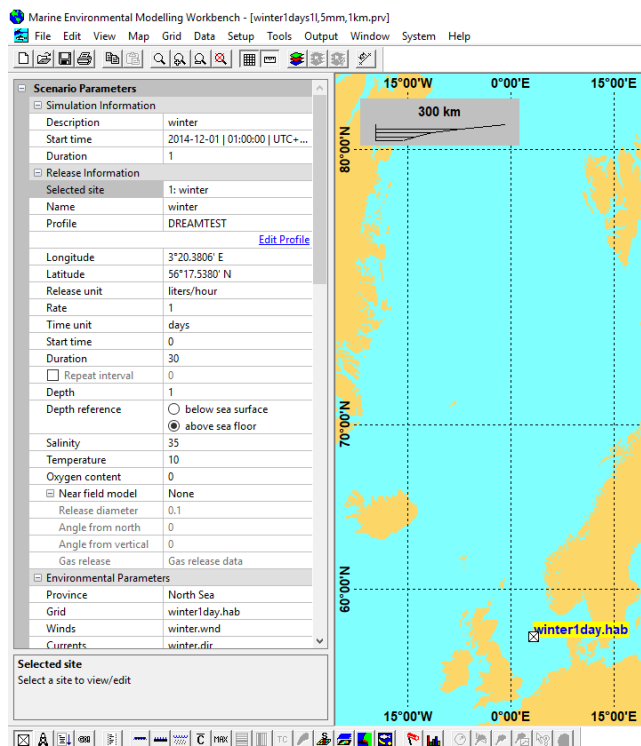 Marine Environmental Modelling Workbench - [winter1days1l,5mm,1km.prv]
File Edit View Map Grid Data Setup Tools Output Window System Help
Scenario Parameters
Simulation Information
Description winter
Start time 2014-12-01 | 01:00:00 | UTC+...
Duration 1
Release Information
Selected site 1: winter
Name winter
Profile DREAMTEST
Edit Profile
Longitude 3°20.3806' E
Latitude 56°17.5380' N
Release unit liters/hour
Rate 1
Time unit days
Start time 0
Duration 30
Repeat interval 0
Depth 1
Depth reference below sea surface
above sea floor
Salinity 35
Temperature 10
Oxygen content 0
Near field model None
Release diameter 0.1
Angle from north 0
Angle from vertical 0
Gas release Gas release data
Environmental Parameters
Province North Sea
Grid winter1day.hab
Winds winter.wnd
Currents winter.dir
Selected site
Select a site to view/edit
15°00'W 0°00'E 15°00'E
300 km
80°00'N
70°00'N
60°00'N
winter1day.hab
15°00'W 0°00'E 15°00'E
C MAX TC